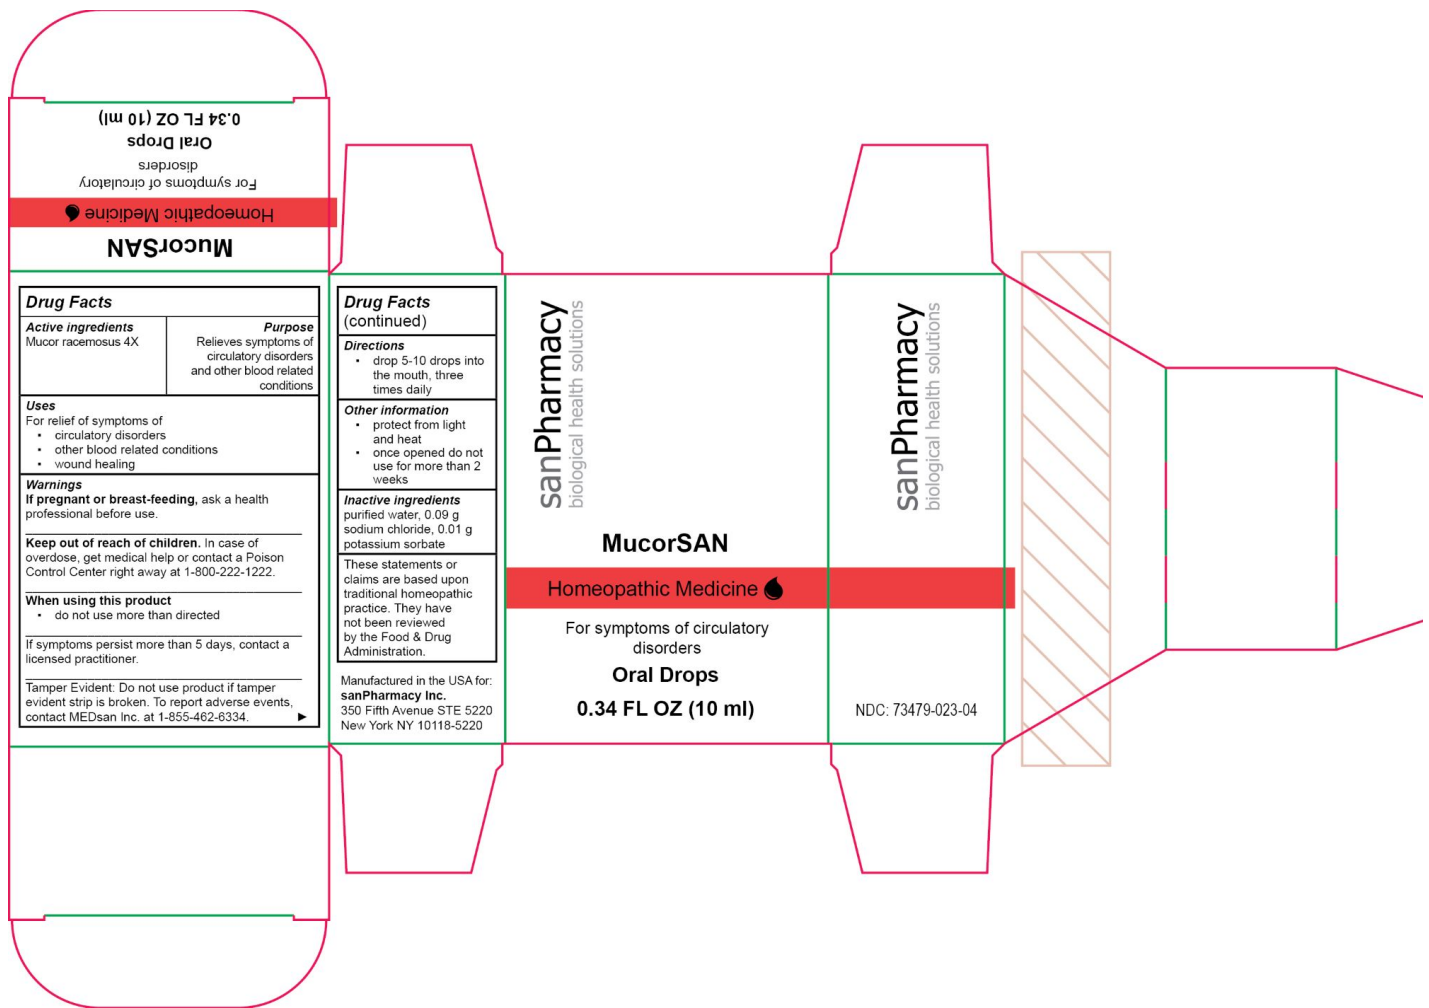 0.34 FL OZ (10 ml)
Oral Drops
For symptoms of circulatory
disorders
Homeopathic Medicine
MucorSAN
Drug Facts
Active ingredients
Mucor racemosus 4X
Purpose
Relieves symptoms of
circulatory disorders
and other blood related
conditions
Uses
For relief of symptoms of
▪ circulatory disorders
▪ other blood related conditions
▪ wound healing
Warnings
If pregnant or breast-feeding, ask a health
professional before use.
Keep out of reach of children. In case of
overdose, get medical help or contact a Poison
Control Center right away at 1-800-222-1222.
When using this product
▪ do not use more than directed
If symptoms persist more than 5 days, contact a
licensed practitioner.
Tamper Evident: Do not use product if tamper
evident strip is broken. To report adverse events,
contact MEDsan Inc. at 1-855-462-6334.
Drug Facts
(continued)
Directions
▪ drop 5-10 drops into
the mouth, three
times daily
Other information
▪ protect from light
and heat
▪ once opened do not
use for more than 2
weeks
Inactive ingredients
purified water, 0.09 g
sodium chloride, 0.01 g
potassium sorbate
These statements or
claims are based upon
traditional homeopathic
practice. They have
not been reviewed
by the Food & Drug
Administration.
Manufactured in the USA for:
sanPharmacy Inc.
350 Fifth Avenue STE 5220
New York NY 10118-5220
sanPharmacy
biological health solutions
MucorSAN
Homeopathic Medicine
For symptoms of circulatory
disorders
Oral Drops
0.34 FL OZ (10 ml)
sanPharmacy
biological health solutions
NDC: 73479-023-04